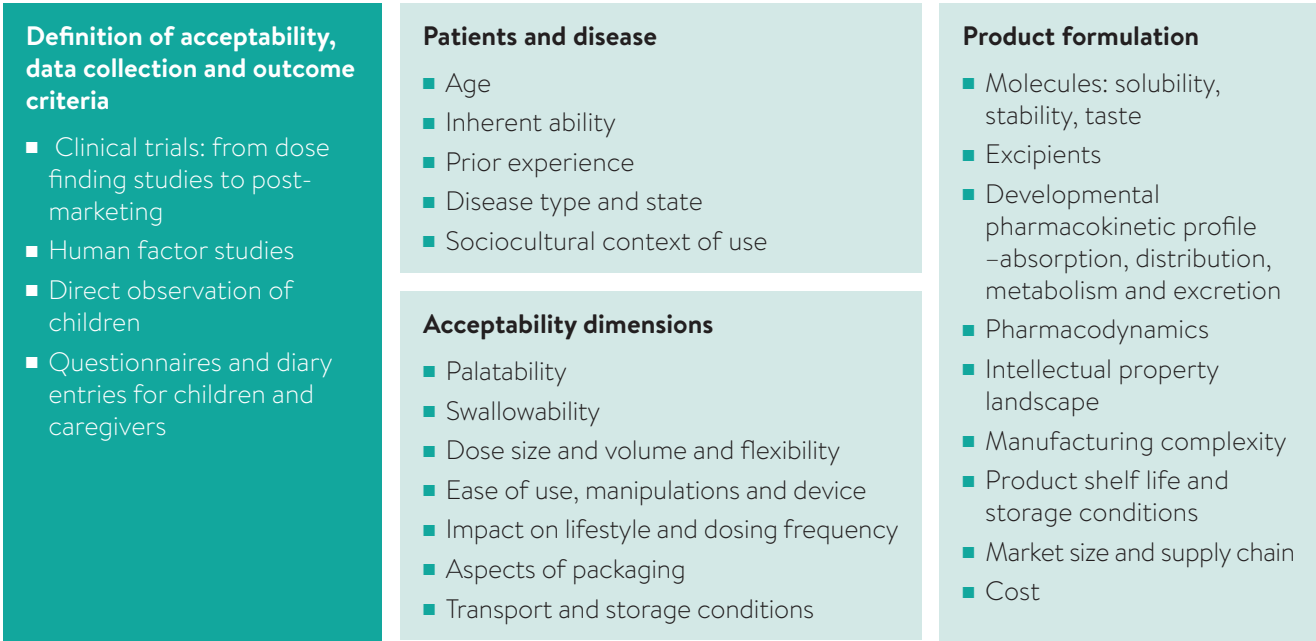 Definition of acceptability,
data collection and outcome
criteria
■ Clinical trials: from dose
finding studies to post-
marketing
■ Human factor studies
■ Direct observation of
children
■ Questionnaires and diary
entries for children and
caregivers
Patients and disease
■ Age
■ Inherent ability
■ Prior experience
■ Disease type and state
■ Sociocultural context of use
Acceptability dimensions
■ Palatability
■ Swallowability
■ Dose size and volume and flexibility
■ Ease of use, manipulations and device
■ Impact on lifestyle and dosing frequency
■ Aspects of packaging
■ Transport and storage conditions
Product formulation
■ Molecules: solubility,
stability, taste
■ Excipients
■ Developmental
pharmacokinetic profile
–absorption, distribution,
metabolism and excretion
■ Pharmacodynamics
■ Intellectual property
landscape
■ Manufacturing complexity
■ Product shelf life and
storage conditions
■ Market size and supply chain
■ Cost